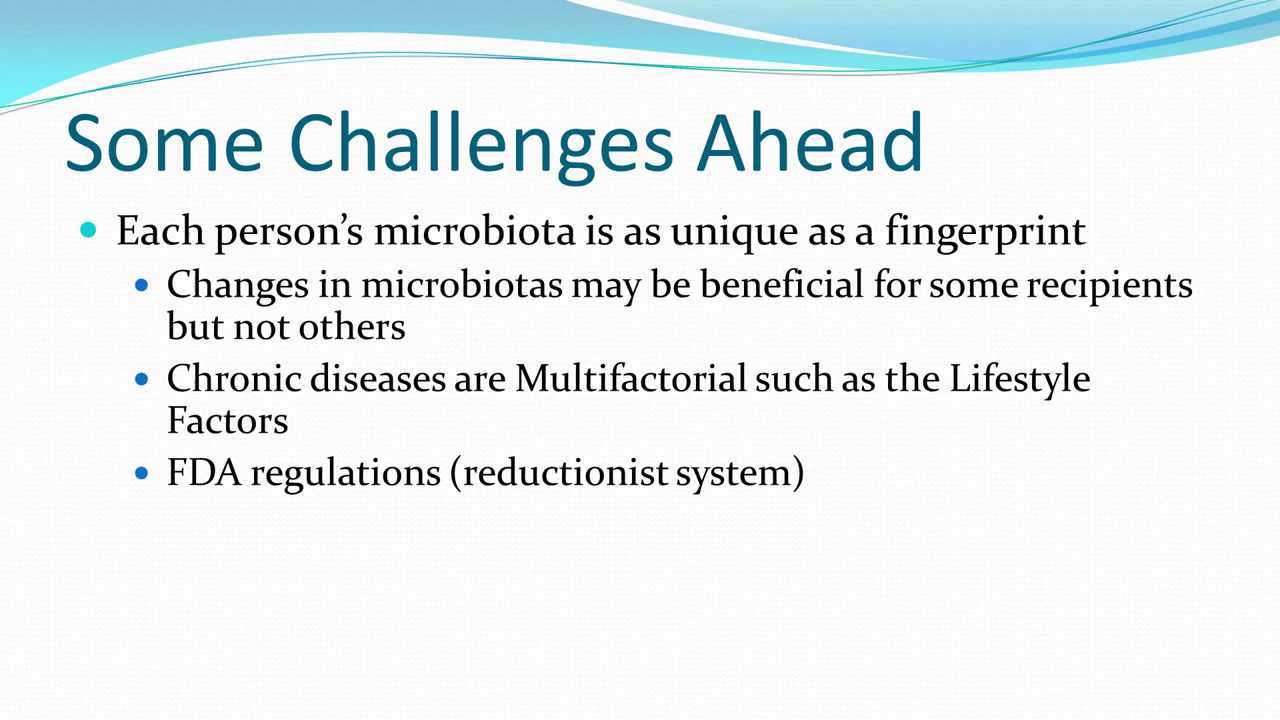 Some Challenges Ahead
Each person’s microbiota is as unique as a fingerprint
Changes in microbiotas may be beneficial for some recipients
but not others
Chronic diseases are Multifactorial such as the Lifestyle
Factors
FDA regulations (reductionist system)